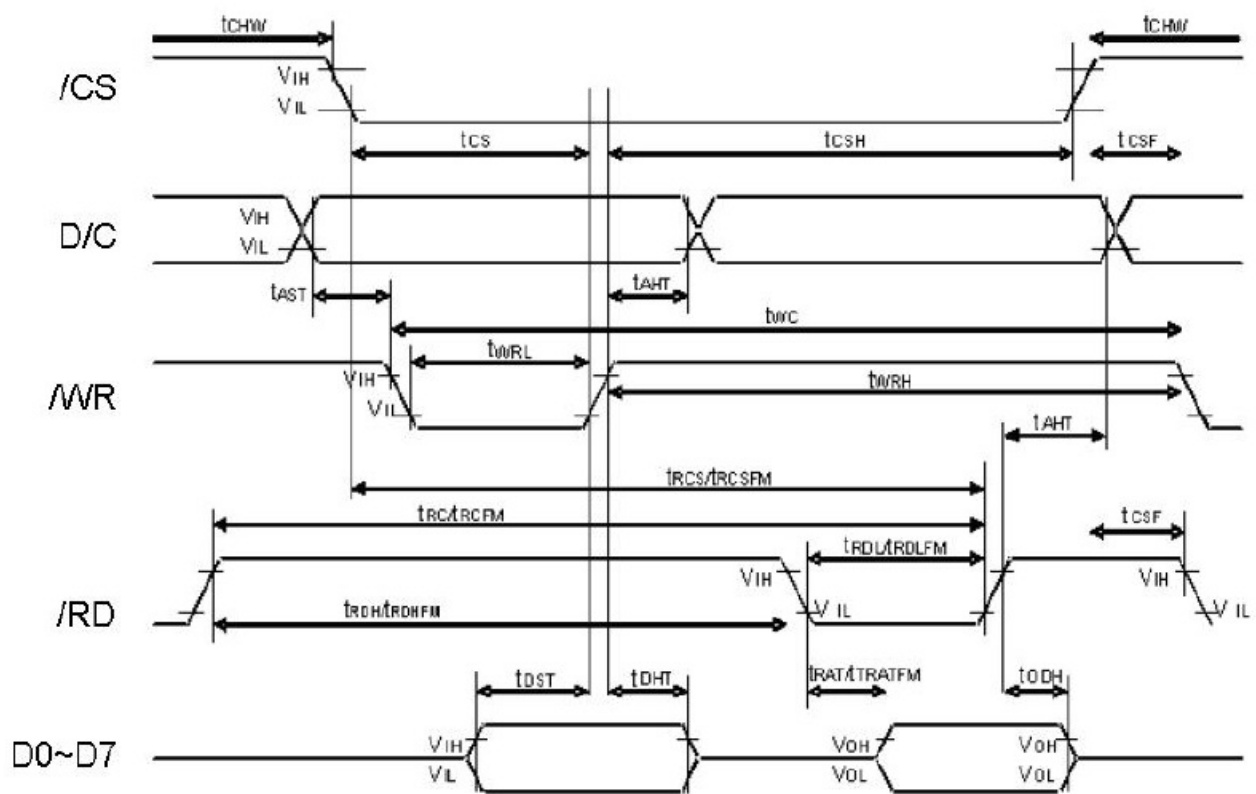 tCHW tCHW
/CS VIH
VIL
tCS tCSH tCSF
D/C VIH
VIL
tAST tAHT
tWC
tWRL
/WR VIH tWRH
VIL
tAHT
tRCS/tRCSFM
tRC/tRCFM tCSF
tRDL/tRDLFM
VIH VIH
/RD tRDH/tRDHFM VIL VIL
tDST tDHT tRAT/tTRATFM tODH
D0~D7 VIH VOH VOH
VIL VOL VOL